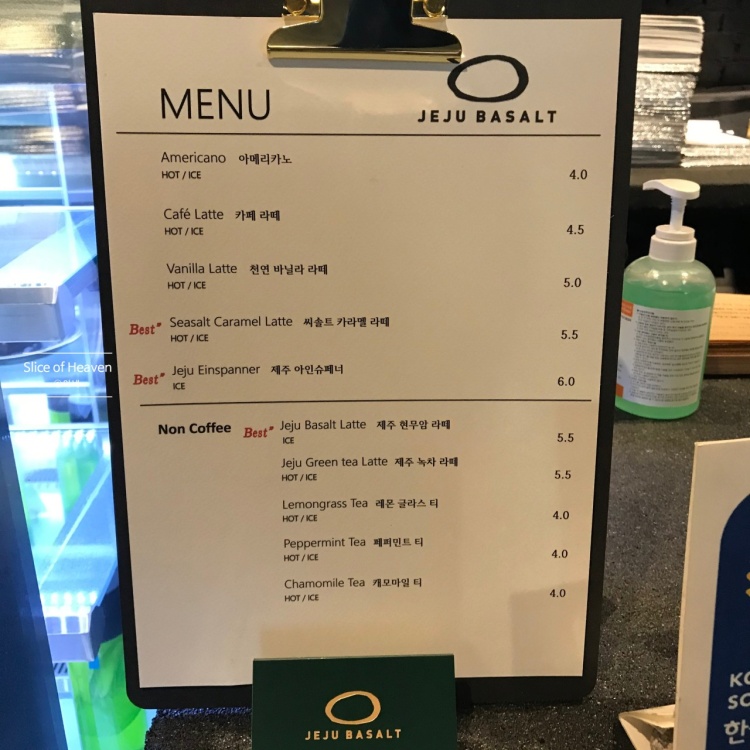 MENU
JEJU BASALT
Americano 아메리카노
HOT / ICE
4.0
Café Latte 카페 라떼
HOT / ICE
4.5
Vanilla Latte 천연 바닐라 라떼
HOT / ICE
5.0
Best Seasalt Caramel Latte 씨솔트 카라멜 라떼
HOT / ICE
5.5
Best Jeju Einspanner 제주 아인슈페너
ICE
6.0
Non Coffee
Best Jeju Basalt Latte 제주 현무암 라떼
ICE
5.5
Jeju Green tea Latte 제주 녹차 라떼
HOT / ICE
5.5
Lemongrass Tea 레몬 글라스 티
HOT / ICE
4.0
Peppermint Tea 페퍼민트 티
HOT / ICE
4.0
Chamomile Tea 캐모마일 티
HOT / ICE
4.0
JEJU BASALT
Slice of Heaven
KO
SC
한